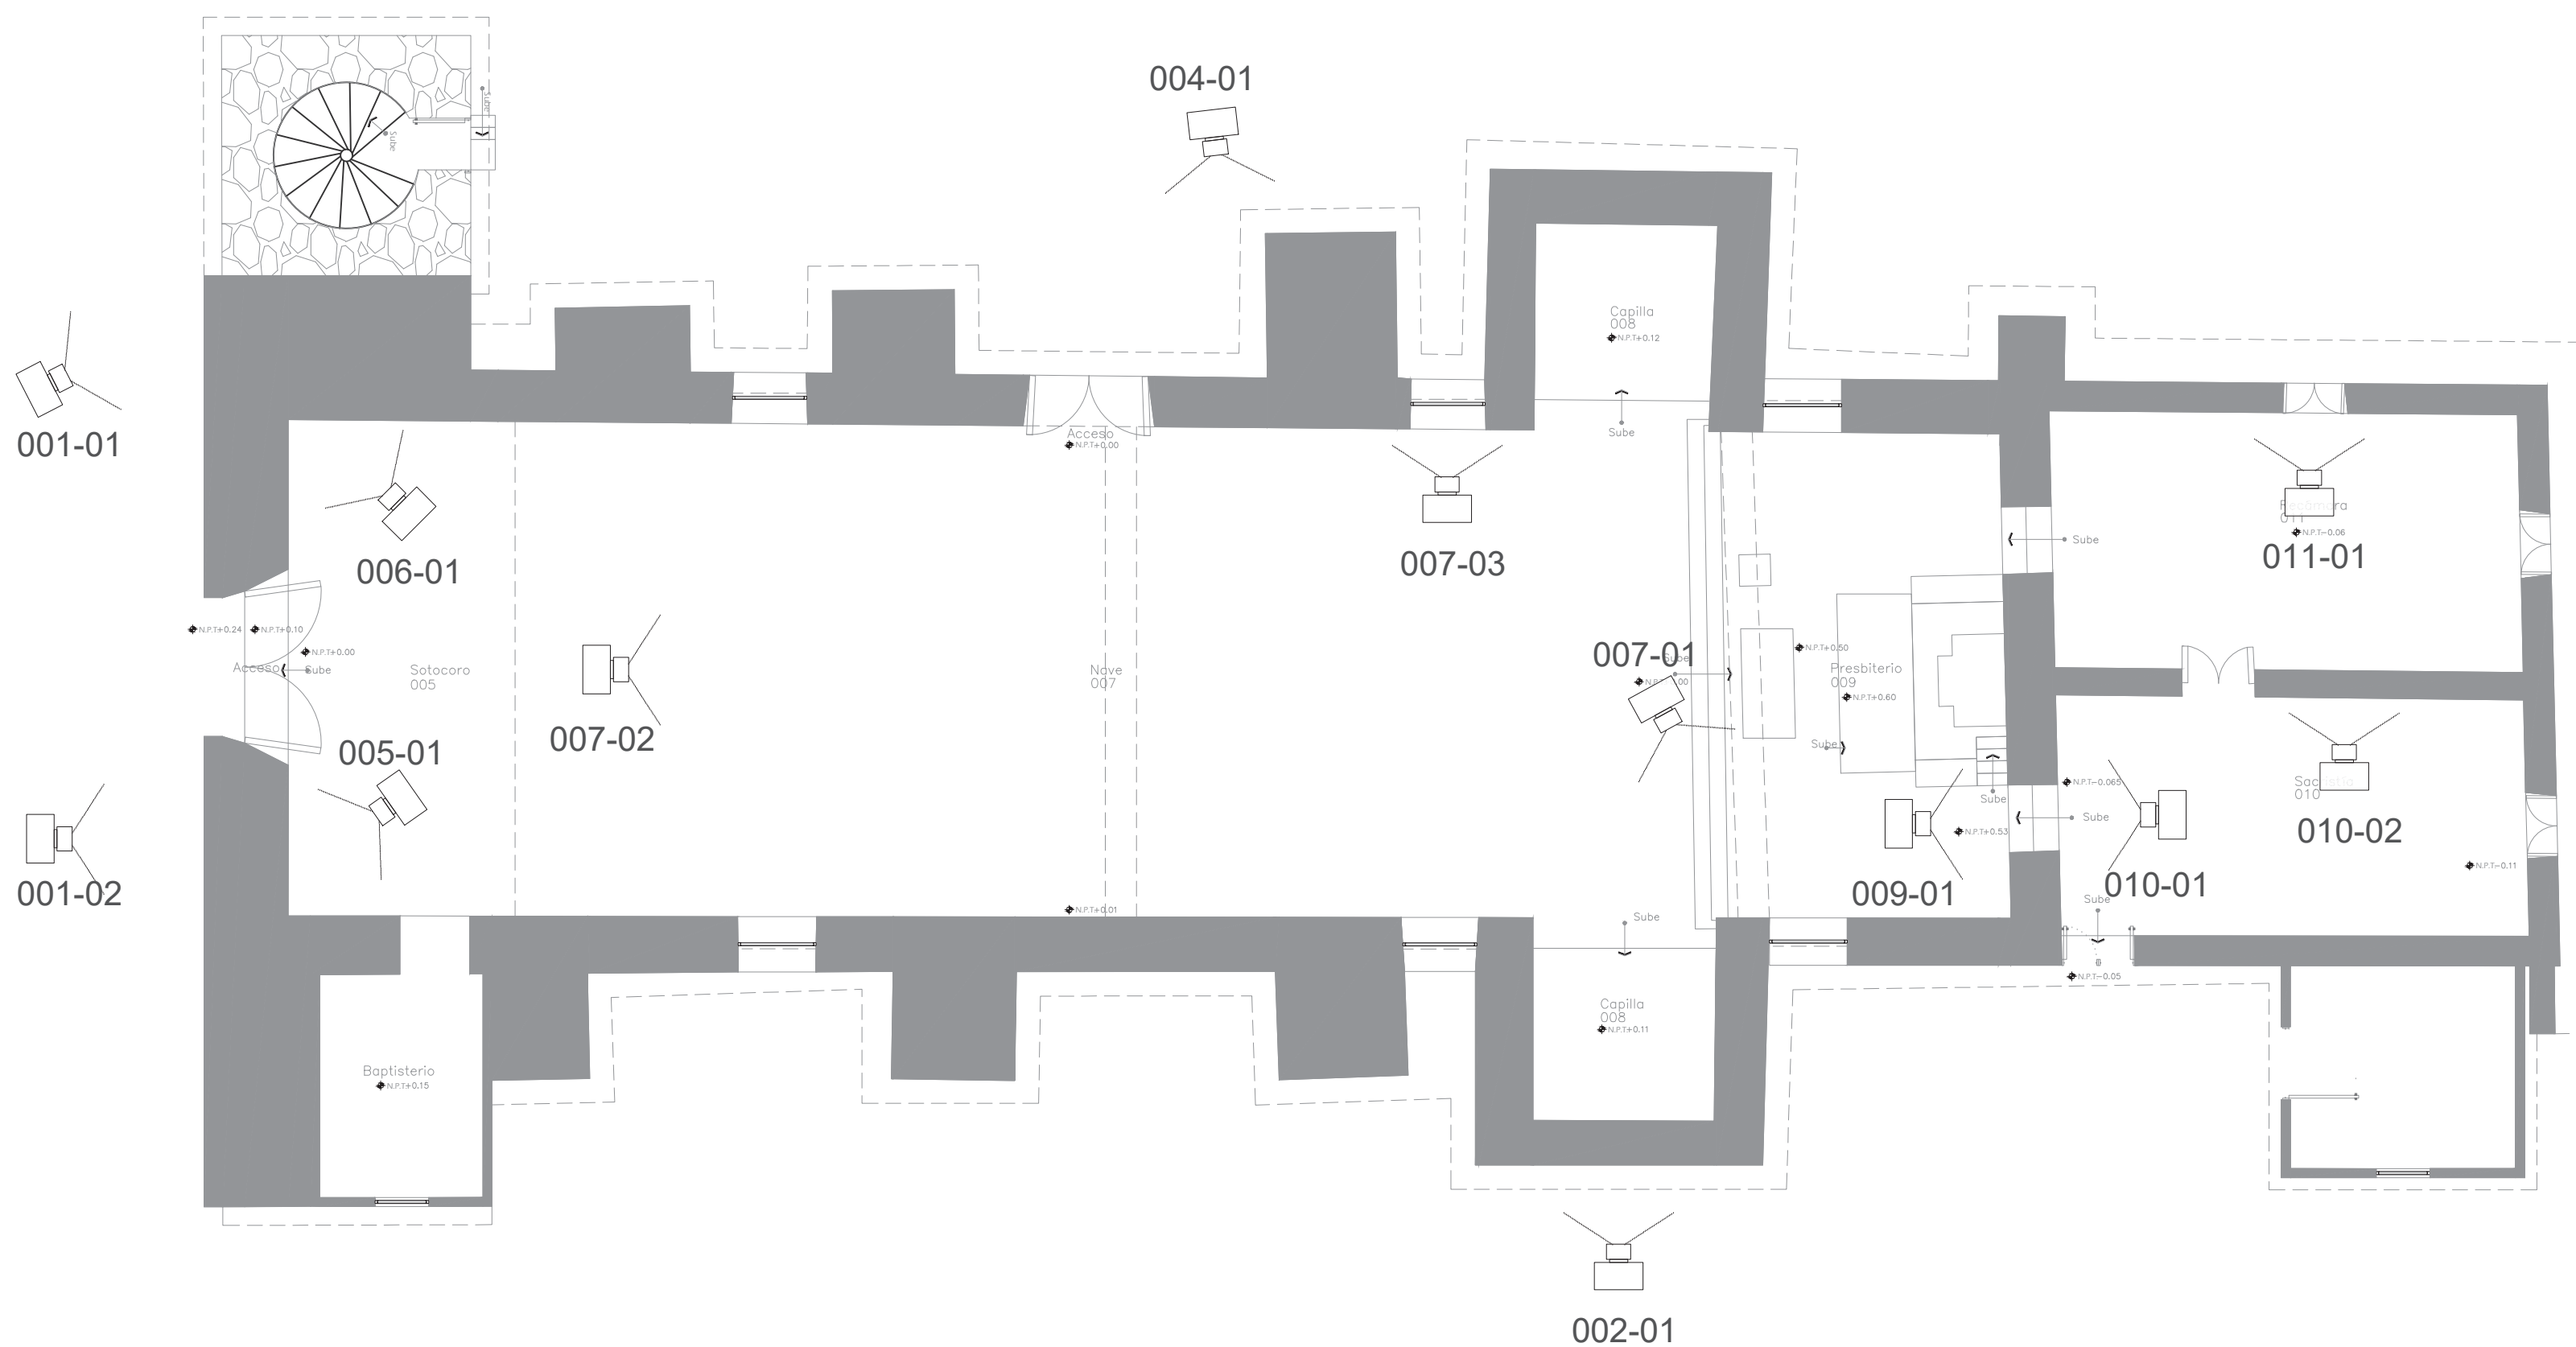 004-01
Sube
Sube
Capilla
008
N.P.T+0.12
001-01
Acceso
N.P.T+0.00
Sube
006-01
007-03
Sube
N.P.T-0.06
011-01
N.P.T+0.24
N.P.T+0.10
N.P.T+0.00
Acceso
Sube
Sotocoro
005
Nave
007
007-01
Sube
N.P.T+0.50
Presbiterio
009
N.P.T+0.60
007-02
005-01
Sube
Sube
N.P.T+0.53
N.P.T-0.065
Sube
010
010-02
N.P.T-0.11
001-02
009-01
010-01
Sube
N.P.T+0.01
Sube
N.P.T-0.05
Capilla
008
N.P.T+0.11
Baptisterio
N.P.T+0.15
002-01